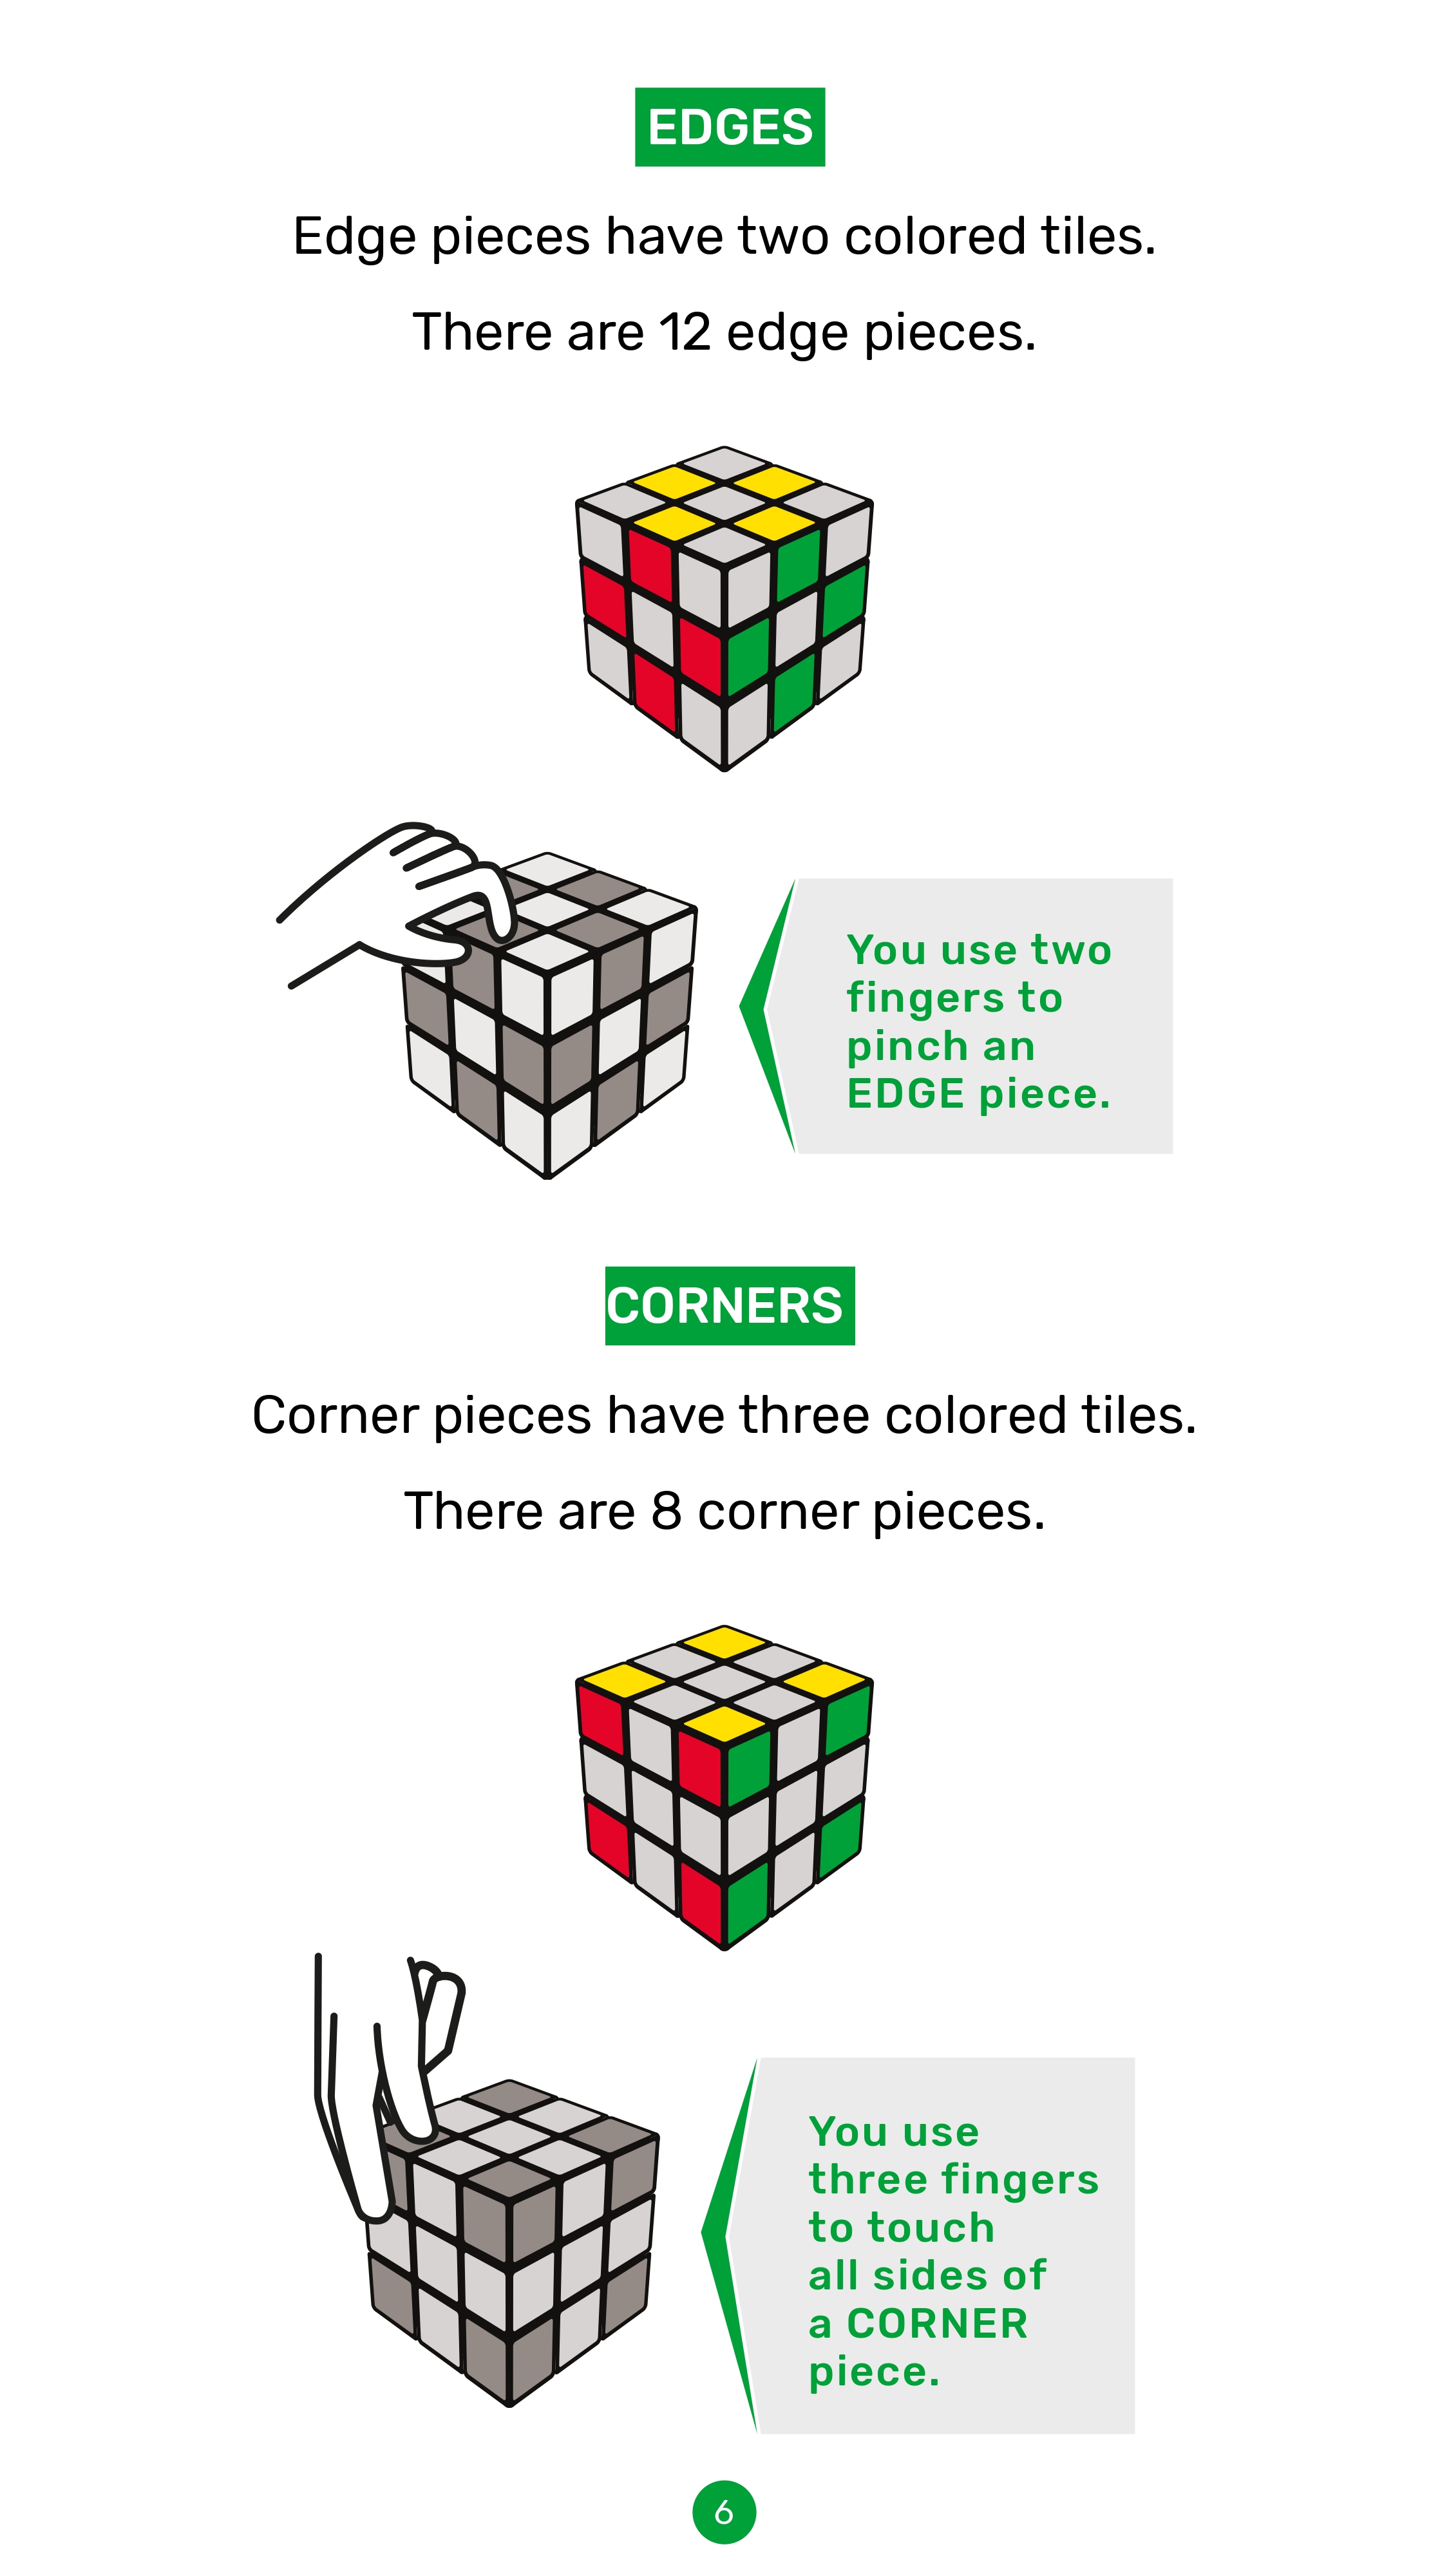 EDGES
Edge pieces have two colored tiles.
There are 12 edge pieces.
You use two
fingers to
pinch an
EDGE piece.
CORNERS
Corner pieces have three colored tiles.
There are 8 corner pieces.
You use
three fingers
to touch
all sides of
a CORNER
piece.
6